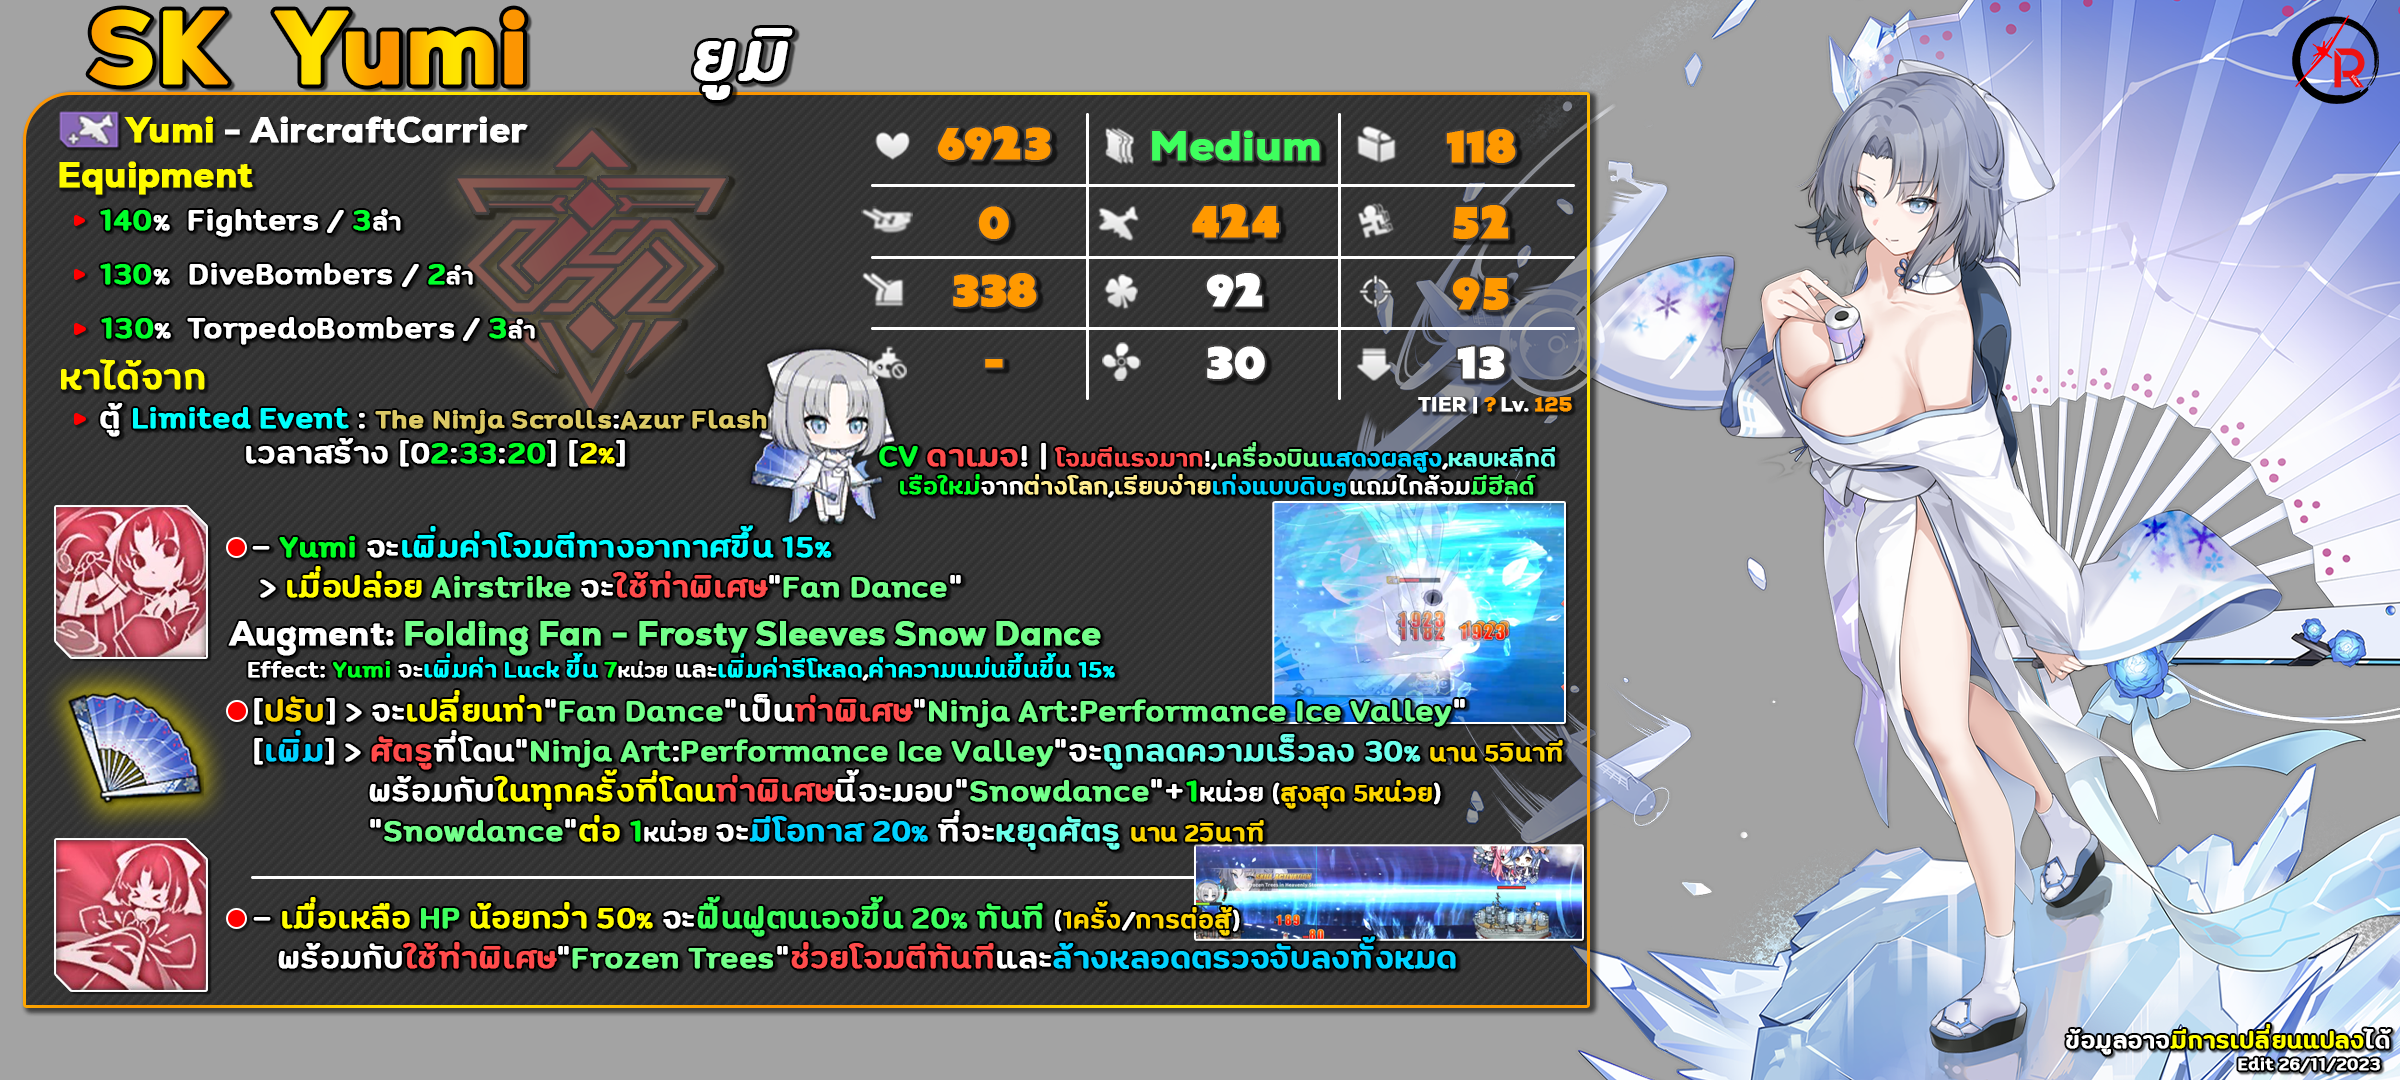 SK Yumi ยูมิ
Yumi - AircraftCarrier
Equipment
140% Fighters / 3ลำ
130% DiveBombers / 2ลำ
130% TorpedoBombers / 3ลำ
หาได้จาก
ตู้ Limited Event : The Ninja Scrolls:Azur Flash
เวลาสร้าง [02:33:20] [2%]
6923 Medium 118
0 424 52
338 92 95
- 30 13
TIER | ? Lv. 125
CV ดาเมจ! | โจมตีแรงมาก!,เครื่องบินแสดงผลสูง,หลบหลีกดี
เรือใหม่จากต่างโลก,เรียบง่ายเก่งแบบดิบๆแถมไกล้จมมีฮีลด์
- Yumi จะเพิ่มค่าโจมตีทางอากาศขึ้น 15%
> เมื่อปล่อย Airstrike จะใช้ท่าพิเศษ"Fan Dance"
Augment: Folding Fan - Frosty Sleeves Snow Dance
Effect: Yumi จะเพิ่มค่า Luck ขึ้น 7หน่วย และเพิ่มค่ารีโหลด,ค่าความแม่นขึ้นขึ้น 15%
1923
1923
[ปรับ] > จะเปลี่ยนท่า"Fan Dance"เป็นท่าพิเศษ"Ninja Art:Performance Ice Valley"
[เพิ่ม] > ศัตรูที่โดน"Ninja Art:Performance Ice Valley"จะถูกลดความเร็วลง 30% นาน 5วินาที
พร้อมกับในทุกครั้งที่โดนท่าพิเศษนี้จะมอบ"Snowdance"+1หน่วย (สูงสุด 5หน่วย)
"Snowdance"ต่อ 1หน่วย จะมีโอกาส 20% ที่จะหยุดศัตรู นาน 2วินาที
SKILL ACTIVATION
- เมื่อเหลือ HP น้อยกว่า 50% จะฟื้นฟูตนเองขึ้น 20% ทันที (1ครั้ง/การต่อสู้)
พร้อมกับใช้ท่าพิเศษ"Frozen Trees"ช่วยโจมตีทันทีและล้างหลอดตรวจจับลงทั้งหมด
ข้อมูลอาจมีการเปลี่ยนแปลงได้
Edit 26/11/2023